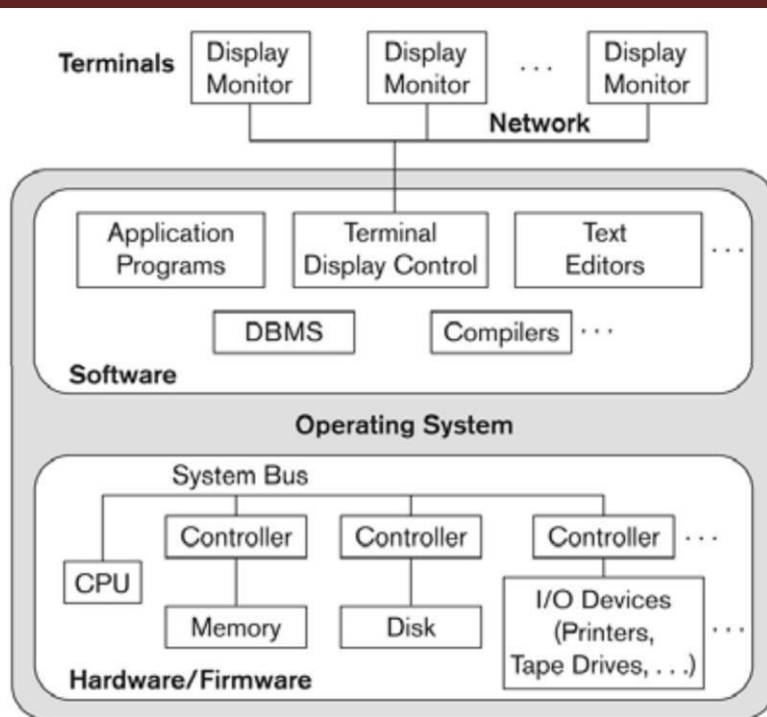 Terminals
Display
Monitor
Display
Monitor
. . .
Display
Monitor
Network
Application
Programs
Terminal
Display Control
Text
Editors
. . .
DBMS
Compilers
. . .
Software
Operating System
System Bus
Controller
Controller
Controller
. . .
CPU
Memory
Disk
I/O Devices
(Printers,
Tape Drives, . . .)
. . .
Hardware/Firmware